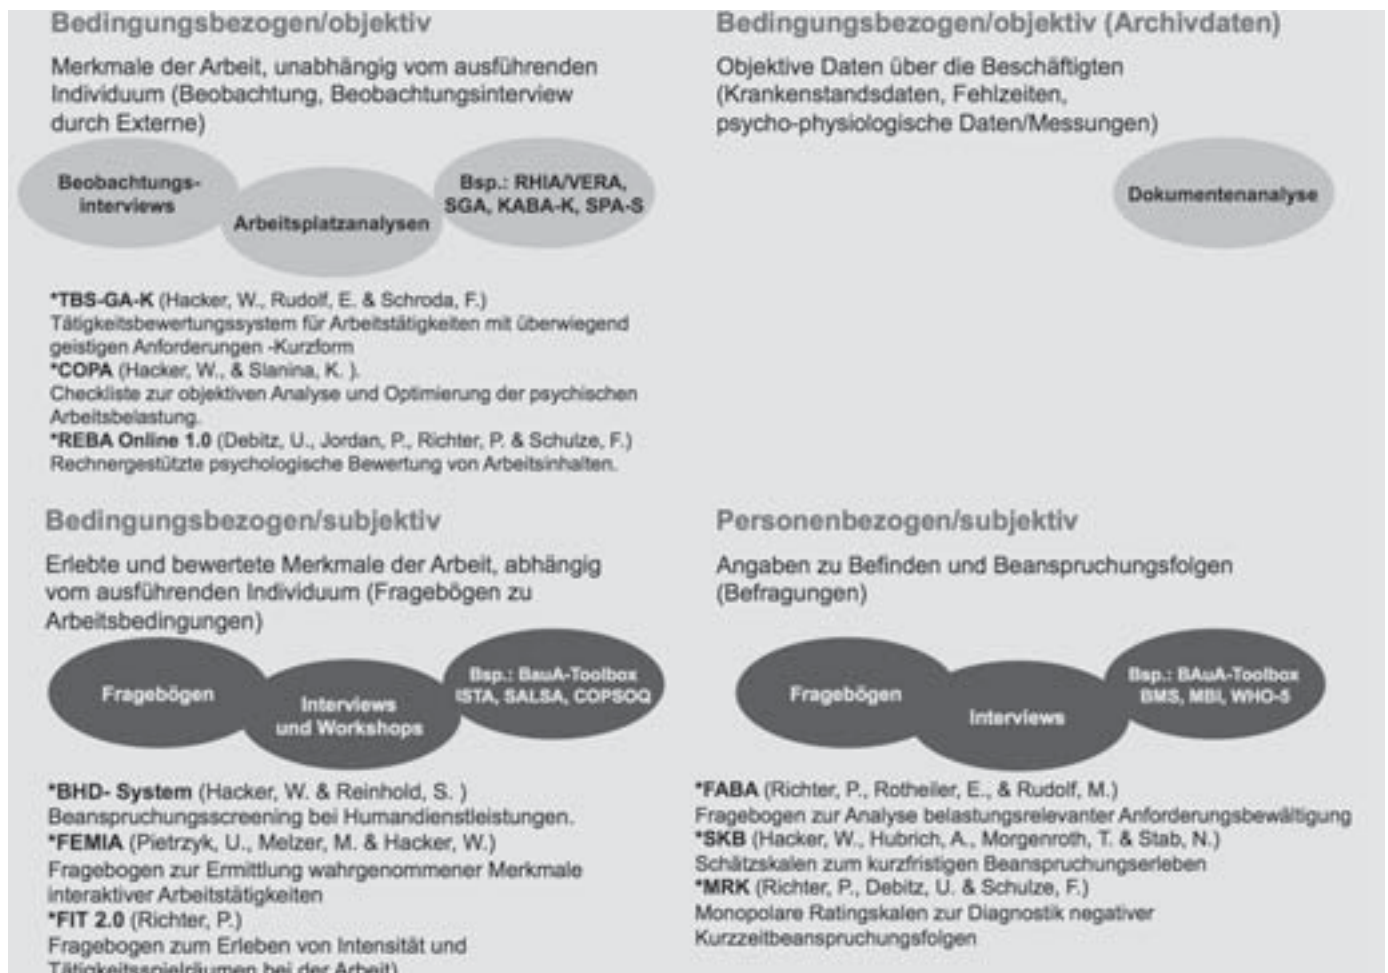 Bedingungsbezogen/objektiv
Merkmale der Arbeit, unabhängig vom ausführenden
Individuum (Beobachtung, Beobachtungsinterview
durch Externe)
Beobachtungs-
interviews
Arbeitsplatzanalysen
Bsp.: RHIA/VERA,
SGA, KABA-K, SPA-S
*TBS-GA-K (Hacker, W., Rudolf, E. & Schroda, F.)
Tätigkeitsbewertungssystem für Arbeitstätigkeiten mit überwiegend
geistigen Anforderungen -Kurzform
*COPA (Hacker, W., & Slanina, K. ).
Checkliste zur objektiven Analyse und Optimierung der psychischen
Arbeitsbelastung.
*REBA Online 1.0 (Debitz, U., Jordan, P., Richter, P. & Schulze, F.)
Rechnergestützte psychologische Bewertung von Arbeitsinhalten.
Bedingungsbezogen/objektiv (Archivdaten)
Objektive Daten über die Beschäftigten
(Krankenstandsdaten, Fehlzeiten,
psycho-physiologische Daten/Messungen)
Dokumentenanalyse
Bedingungsbezogen/subjektiv
Erlebte und bewertete Merkmale der Arbeit, abhängig
vom ausführenden Individuum (Fragebögen zu
Arbeitsbedingungen)
Fragebögen
Interviews
und Workshops
Bsp.: BauA-Toolbox
ISTA, SALSA, COPSOQ
*BHD- System (Hacker, W. & Reinhold, S. )
Beanspruchungsscreening bei Humandienstleistungen.
*FEMIA (Pietrzyk, U., Melzer, M. & Hacker, W.)
Fragebogen zur Ermittlung wahrgenommener Merkmale
interaktiver Arbeitstätigkeiten
*FIT 2.0 (Richter, P.)
Fragebogen zum Erleben von Intensität und
Tätigkeitsspielräumen bei der Arbeit)
Personenbezogen/subjektiv
Angaben zu Befinden und Beanspruchungsfolgen
(Befragungen)
Fragebögen
Interviews
Bsp.: BAuA-Toolbox
BMS, MBI, WHO-5
*FABA (Richter, P., Rotheiler, E., & Rudolf, M.)
Fragebogen zur Analyse belastungsrelevanter Anforderungsbewältigung
*SKB (Hacker, W., Hubrich, A., Morgenroth, T. & Stab, N.)
Schätzskalen zum kurzfristigen Beanspruchungserleben
*MRK (Richter, P., Debitz, U. & Schulze, F.)
Monopolare Ratingskalen zur Diagnostik negativer
Kurzzeitbeanspruchungsfolgen